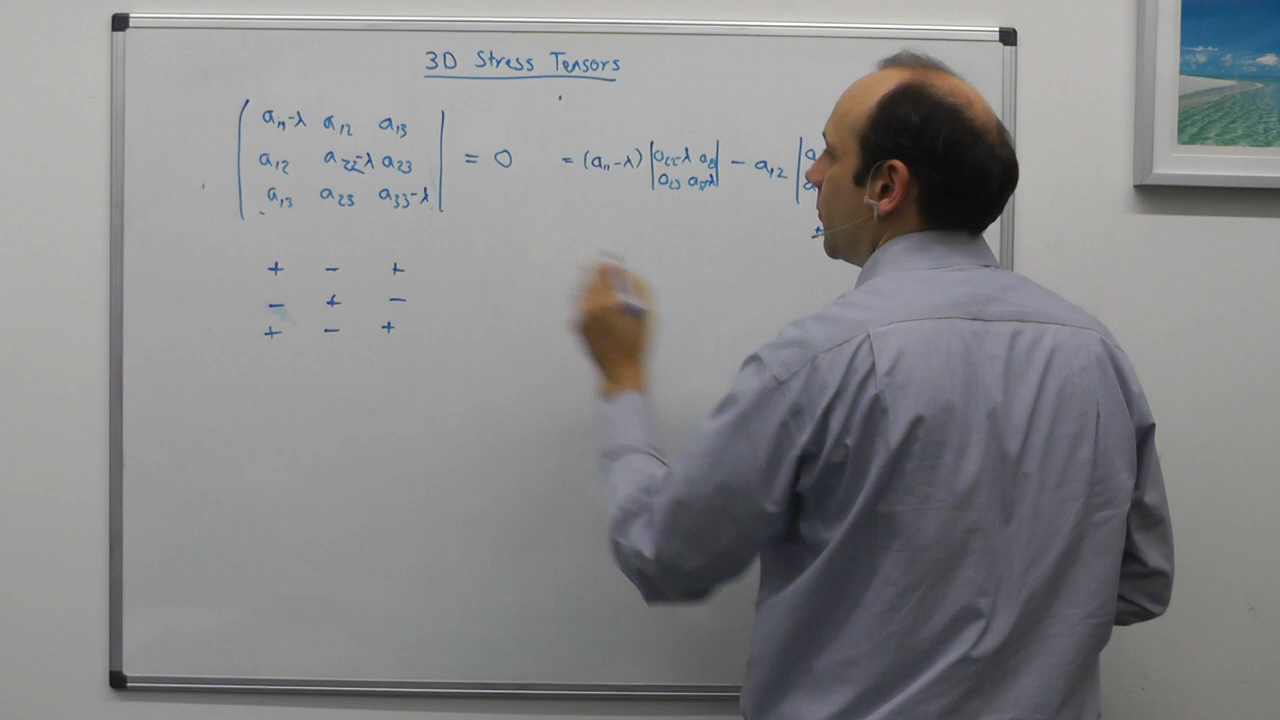 3D Stress Tensors
a₁₁-λ a₁₂ a₁₃
a₁₂ a₂₂-λ a₂₃ = 0 = (a₁₁-λ) |a₂₂-λ a₂₃| - a₁₂ |a
a₂₃ a₃₃-λ
a₁₃ a₂₃ a₃₃-λ
+ - +
- + -
+ - +